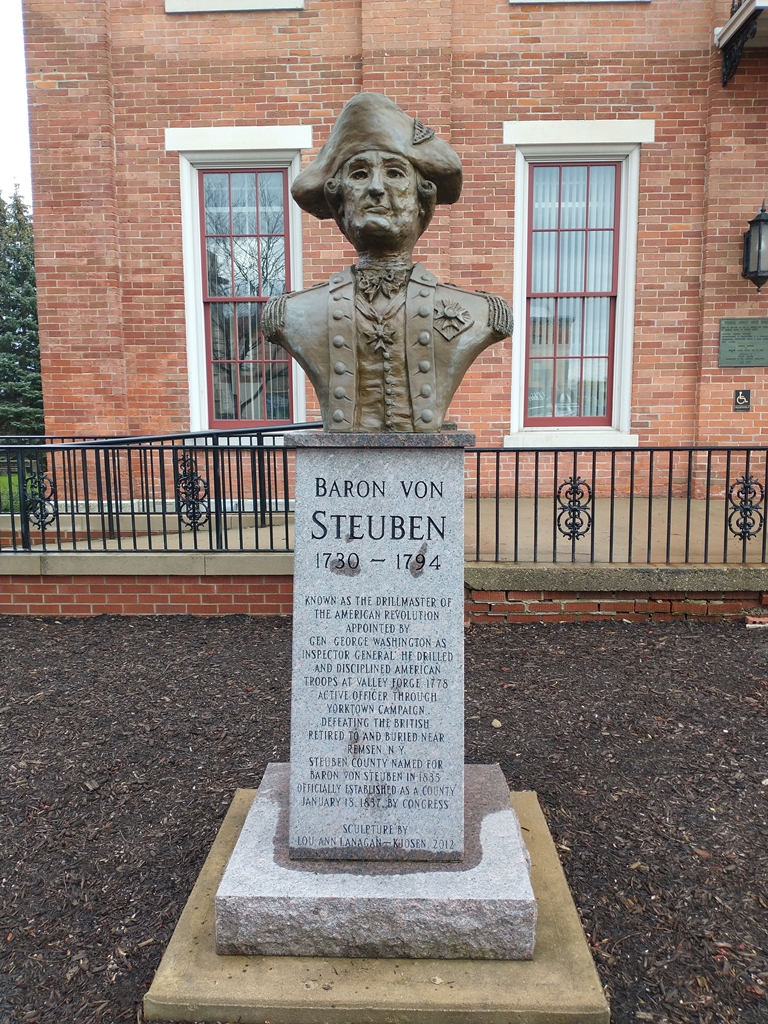 BARON VON
STEUBEN
1730 – 1794
KNOWN AS THE DRILLMASTER OF
THE AMERICAN REVOLUTION
APPOINTED BY
GEN. GEORGE WASHINGTON AS
INSPECTOR GENERAL' HE DRILLED
AND DISCIPLINED AMERICAN
TROOPS AT VALLEY FORGE, 1778
ACTIVE OFFICER THROUGH
YORKTOWN CAMPAIGN,
DEFEATING THE BRITISH
RETIRED TO AND BURIED NEAR
REMSEN, N.Y.
STEUBEN COUNTY NAMED FOR
BARON VON STEUBEN IN 1835
OFFICIALLY ESTABLISHED AS A COUNTY
JANUARY 18, 1837, BY CONGRESS
SCULPTURE BY
LOU ANN LANAGAN–KJOSEN, 2012